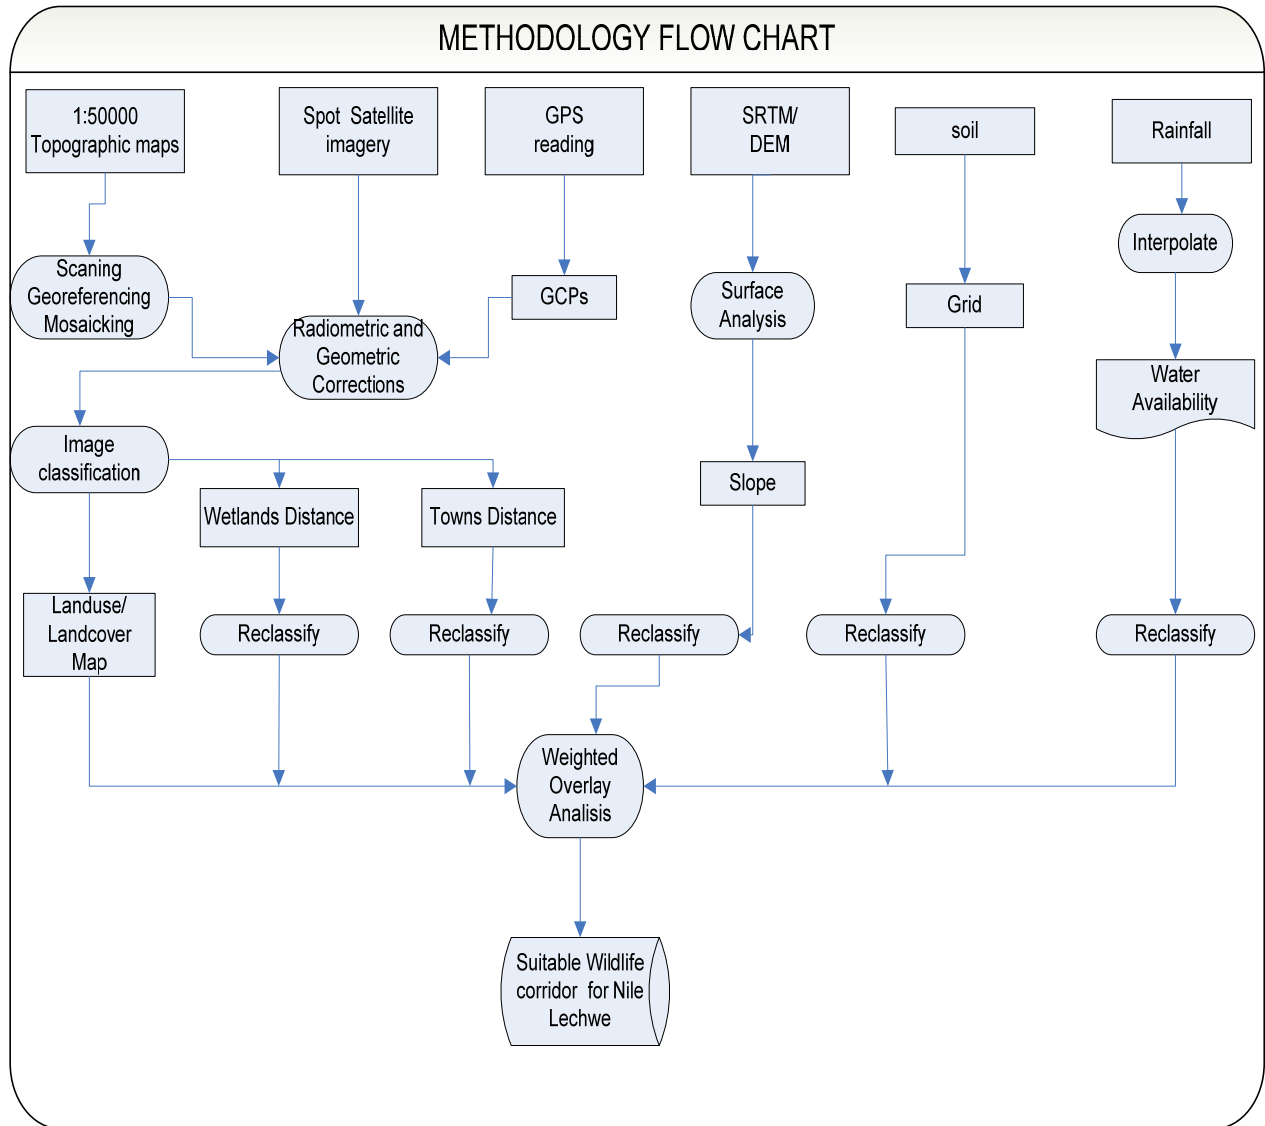 METHODOLOGY FLOW CHART
1:50000
Topographic maps
Spot Satellite
imagery
GPS
reading
SRTM/
DEM
soil
Rainfall
Interpolate
Scaning
Georeferencing
Mosaicking
GCPs
Surface
Analysis
Grid
Radiometric and
Geometric
Corrections
Water
Availability
Image
classification
Slope
Wetlands Distance
Towns Distance
Landuse/
Landcover
Map
Reclassify
Reclassify
Reclassify
Reclassify
Reclassify
Weighted
Overlay
Analisis
Suitable Wildlife
corridor for Nile
Lechwe